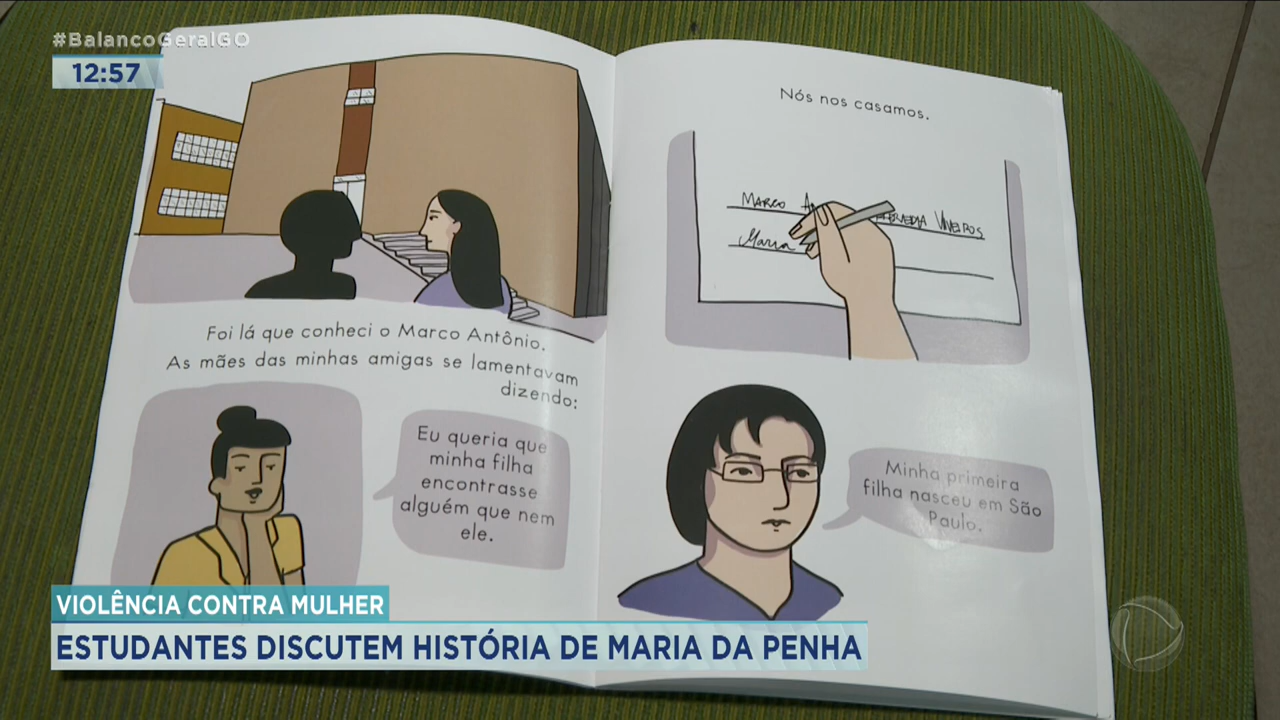 #BalancoGeralGO
12:57
Foi lá que conheci o Marco Antônio.
As mães das minhas amigas se lamentavam
dizendo:
Eu queria que
minha filha
encontrasse
alguém que nem
ele.
Nós nos casamos.
MARCO
VIVEIROS
Maria
Minha primeira
filha nasceu em São
Paulo.
VIOLÊNCIA CONTRA MULHER
ESTUDANTES DISCUTEM HISTÓRIA DE MARIA DA PENHA